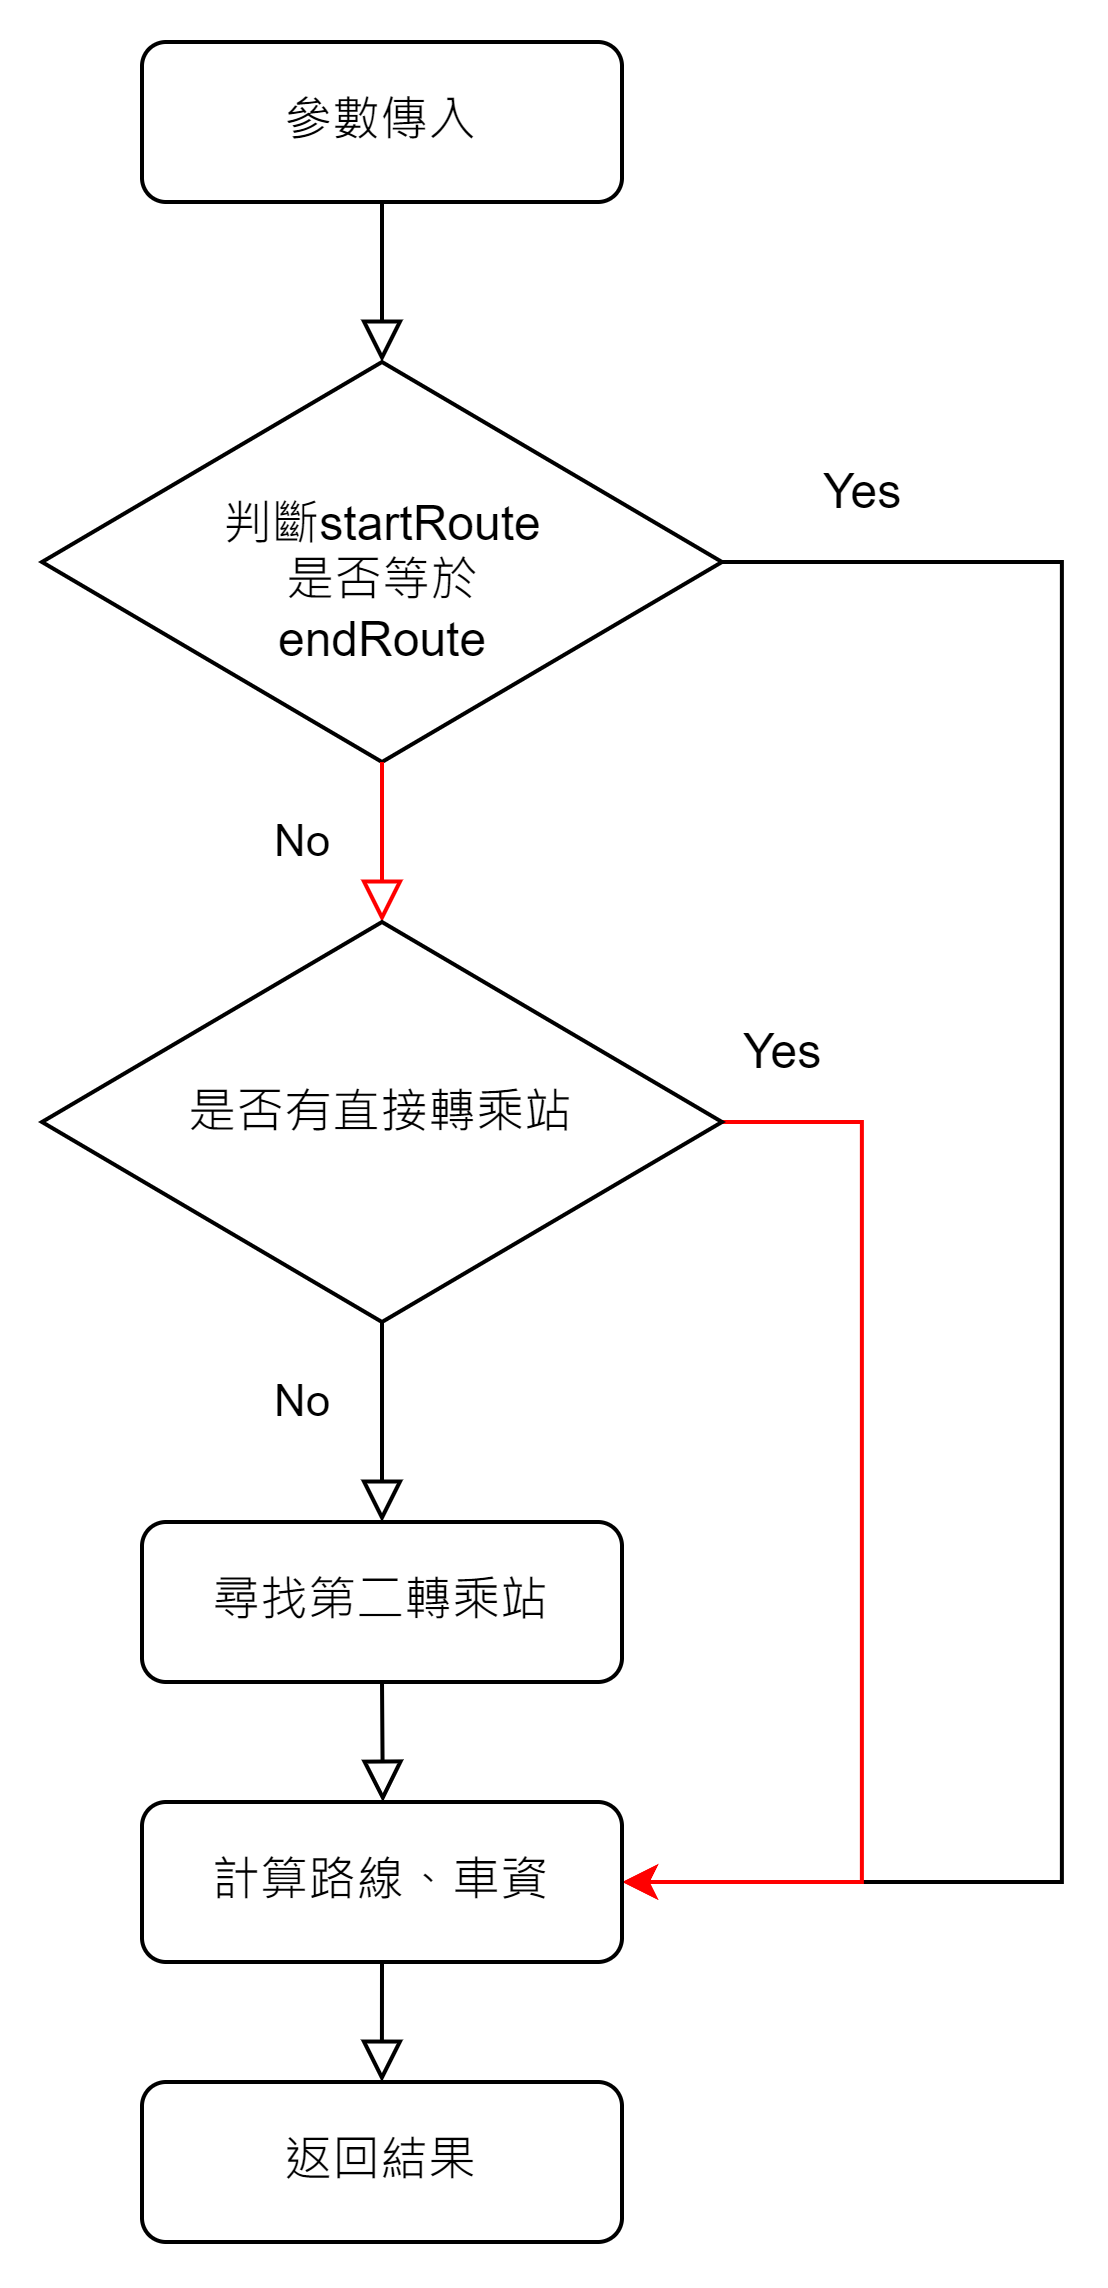 參數傳入
Yes
判斷startRoute
是否等於
endRoute
No
Yes
是否有直接轉乘站
No
尋找第二轉乘站
計算路線、車資
返回結果